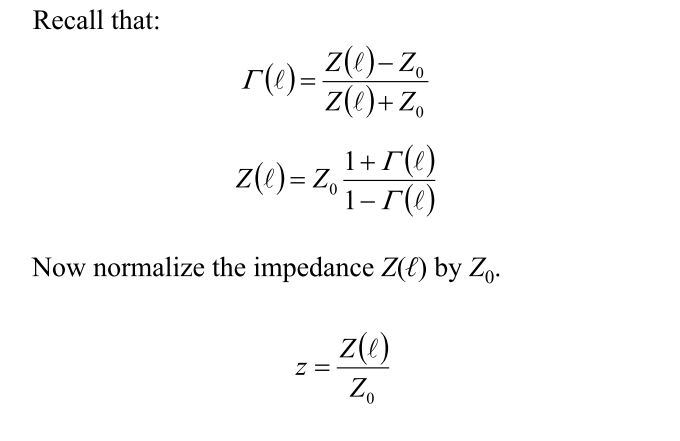 Recall that:
Γ(ℓ) = (Z(ℓ) − Z₀) / (Z(ℓ) + Z₀)
Z(ℓ) = Z₀ (1 + Γ(ℓ)) / (1 − Γ(ℓ))
Now normalize the impedance Z(ℓ) by Z₀.
z = Z(ℓ) / Z₀